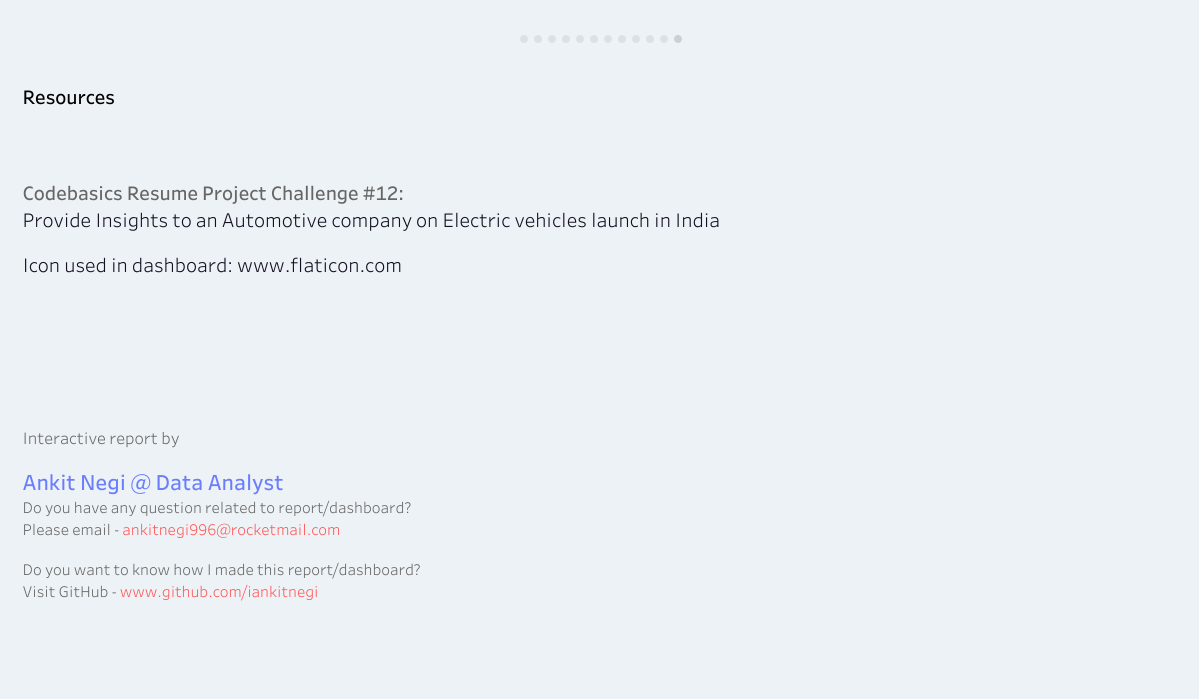 Resources
Codebasics Resume Project Challenge #12:
Provide Insights to an Automotive company on Electric vehicles launch in India
Icon used in dashboard: www.flaticon.com
Interactive report by
Ankit Negi @ Data Analyst
Do you have any question related to report/dashboard?
Please email - ankitnegi996@rocketmail.com
Do you want to know how I made this report/dashboard?
Visit GitHub - www.github.com/iankitnegi